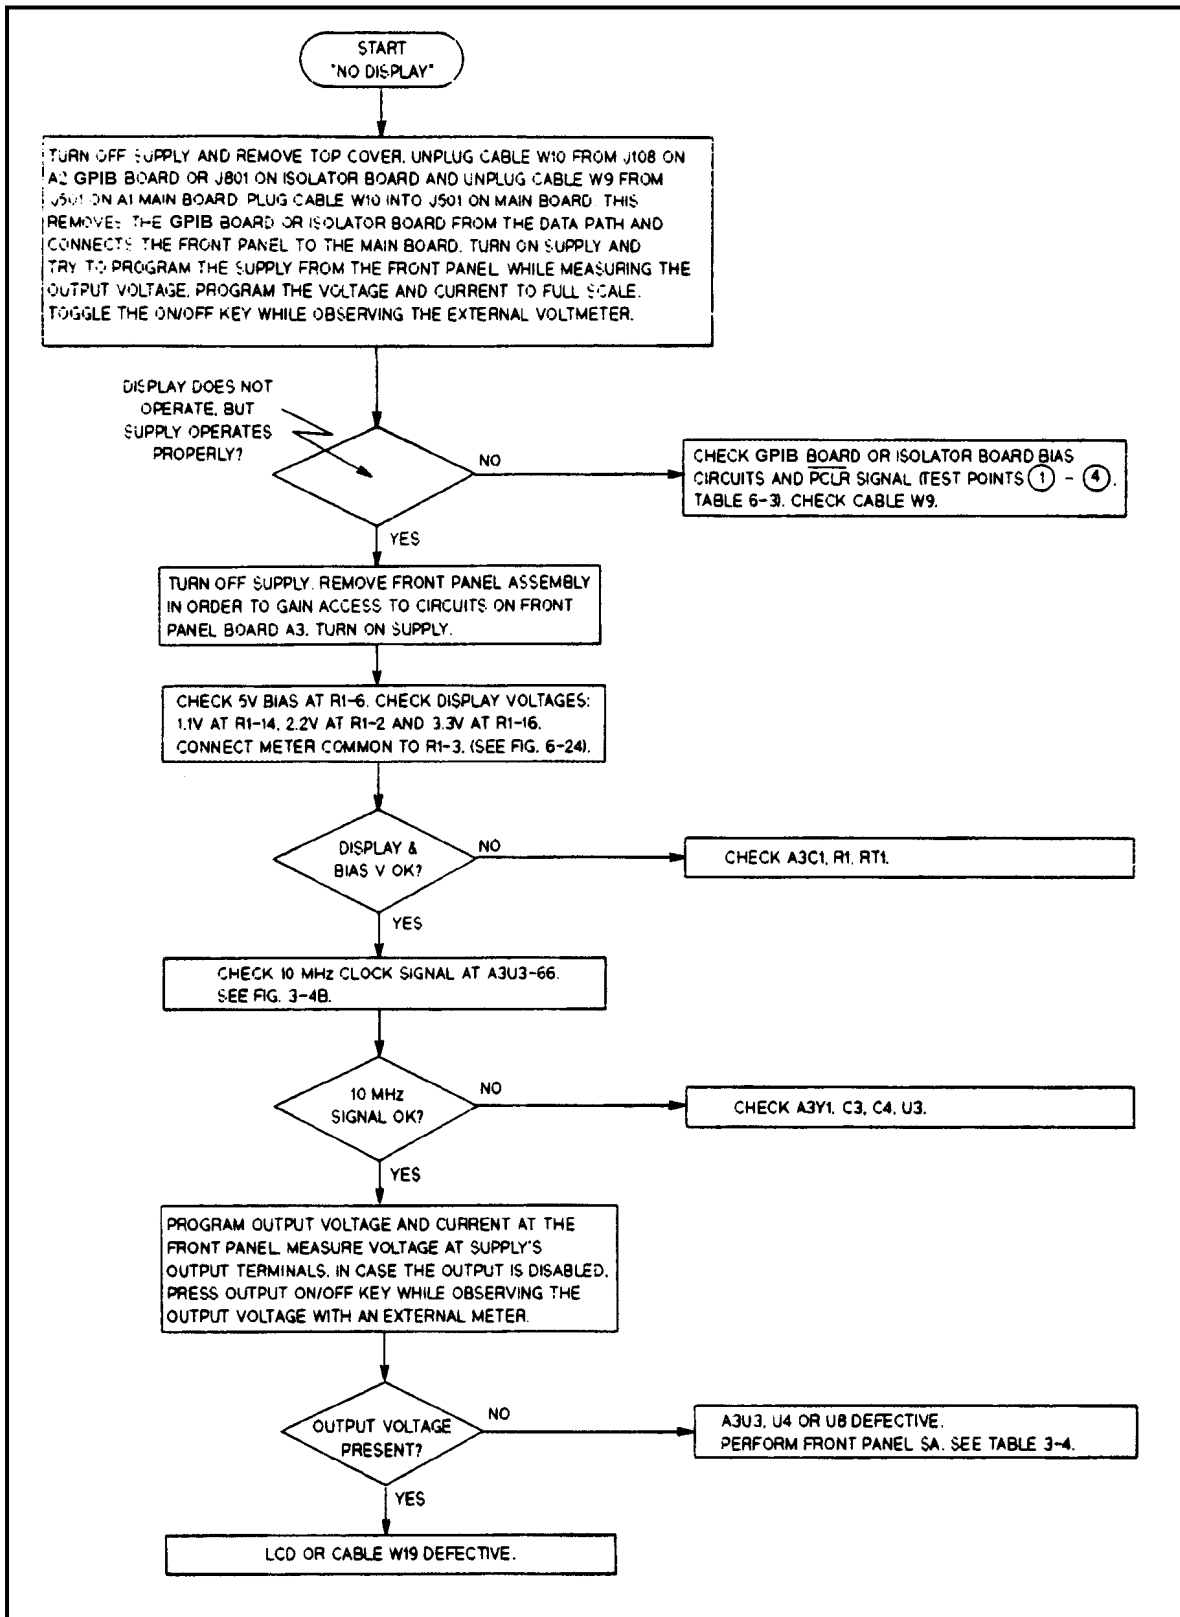 START
"NO DISPLAY"
TURN OFF SUPPLY AND REMOVE TOP COVER. UNPLUG CABLE W10 FROM J108 ON
A2 GPIB BOARD OR J801 ON ISOLATOR BOARD AND UNPLUG CABLE W9 FROM
J501 ON A1 MAIN BOARD. PLUG CABLE W10 INTO J501 ON MAIN BOARD. THIS
REMOVES THE GPIB BOARD OR ISOLATOR BOARD FROM THE DATA PATH AND
CONNECTS THE FRONT PANEL TO THE MAIN BOARD. TURN ON SUPPLY AND
TRY TO PROGRAM THE SUPPLY FROM THE FRONT PANEL WHILE MEASURING THE
OUTPUT VOLTAGE. PROGRAM THE VOLTAGE AND CURRENT TO FULL SCALE.
TOGGLE THE ON/OFF KEY WHILE OBSERVING THE EXTERNAL VOLTMETER.
DISPLAY DOES NOT
OPERATE, BUT
SUPPLY OPERATES
PROPERLY?
NO
CHECK GPIB BOARD OR ISOLATOR BOARD BIAS
CIRCUITS AND PCLR SIGNAL (TEST POINTS 1 - 4,
TABLE 6-3). CHECK CABLE W9.
YES
TURN OFF SUPPLY. REMOVE FRONT PANEL ASSEMBLY
IN ORDER TO GAIN ACCESS TO CIRCUITS ON FRONT
PANEL BOARD A3. TURN ON SUPPLY.
CHECK 5V BIAS AT R1-6. CHECK DISPLAY VOLTAGES:
1.1V AT R1-14, 2.2V AT R1-2 AND 3.3V AT R1-16.
CONNECT METER COMMON TO R1-3. (SEE FIG. 6-24).
DISPLAY &
BIAS V OK?
NO
CHECK A3C1, R1, RT1.
YES
CHECK 10 MHz CLOCK SIGNAL AT A3U3-66.
SEE FIG. 3-4B.
10 MHz
SIGNAL OK?
NO
CHECK A3Y1, C3, C4, U3.
YES
PROGRAM OUTPUT VOLTAGE AND CURRENT AT THE
FRONT PANEL. MEASURE VOLTAGE AT SUPPLY'S
OUTPUT TERMINALS. IN CASE THE OUTPUT IS DISABLED,
PRESS OUTPUT ON/OFF KEY WHILE OBSERVING THE
OUTPUT VOLTAGE WITH AN EXTERNAL METER.
OUTPUT VOLTAGE
PRESENT?
NO
A3U3, U4 OR U8 DEFECTIVE.
PERFORM FRONT PANEL SA. SEE TABLE 3-4.
YES
LCD OR CABLE W19 DEFECTIVE.